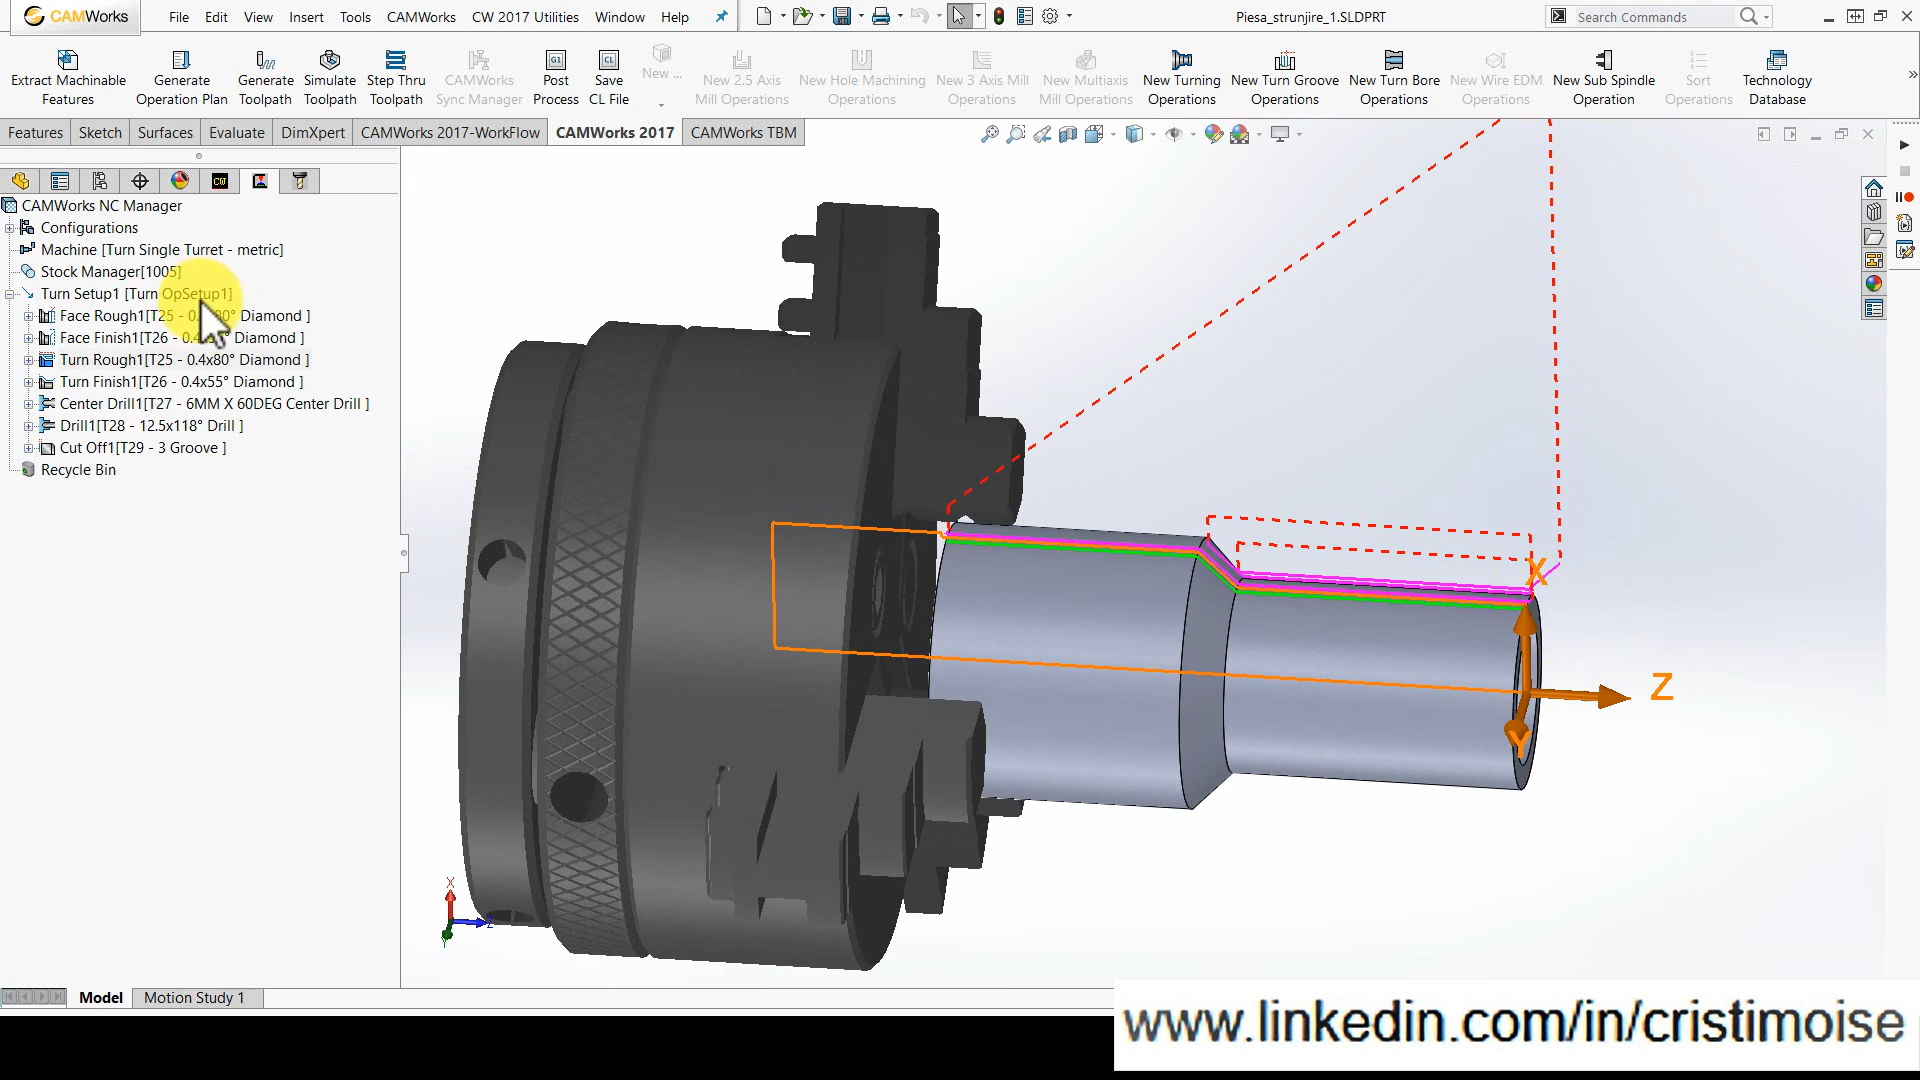 CAMWorks File Edit View Insert Tools CAMWorks CW 2017 Utilities Window Help Piesa_strunjire_1.SLDPRT Search Commands
Extract Machinable Features
Generate Operation Plan
Generate Toolpath
Simulate Toolpath
Step Thru Toolpath
CAMWorks Sync Manager
G1
Post Process
CL
Save CL File
New ...
New 2.5 Axis Mill Operations
New Hole Machining Operations
New 3 Axis Mill Operations
New Multiaxis Mill Operations
New Turning Operations
New Turn Groove Operations
New Turn Bore Operations
New Wire EDM Operations
New Sub Spindle Operation
Sort Operations
Technology Database
Features Sketch Surfaces Evaluate DimXpert CAMWorks 2017-WorkFlow CAMWorks 2017 CAMWorks TBM
CW
CAMWorks NC Manager
Configurations
Machine [Turn Single Turret - metric]
Stock Manager[1005]
Turn Setup1 [Turn OpSetup1]
Face Rough1[T25 - 80° Diamond ]
Face Finish1[T26 - Diamond ]
Turn Rough1[T25 - 0.4x80° Diamond ]
Turn Finish1[T26 - 0.4x55° Diamond ]
Center Drill1[T27 - 6MM X 60DEG Center Drill ]
Drill1[T28 - 12.5x118° Drill ]
Cut Off1[T29 - 3 Groove ]
Recycle Bin
X
Z
Y
X
Z
Y
Model Motion Study 1
www.linkedin.com/in/cristimoise